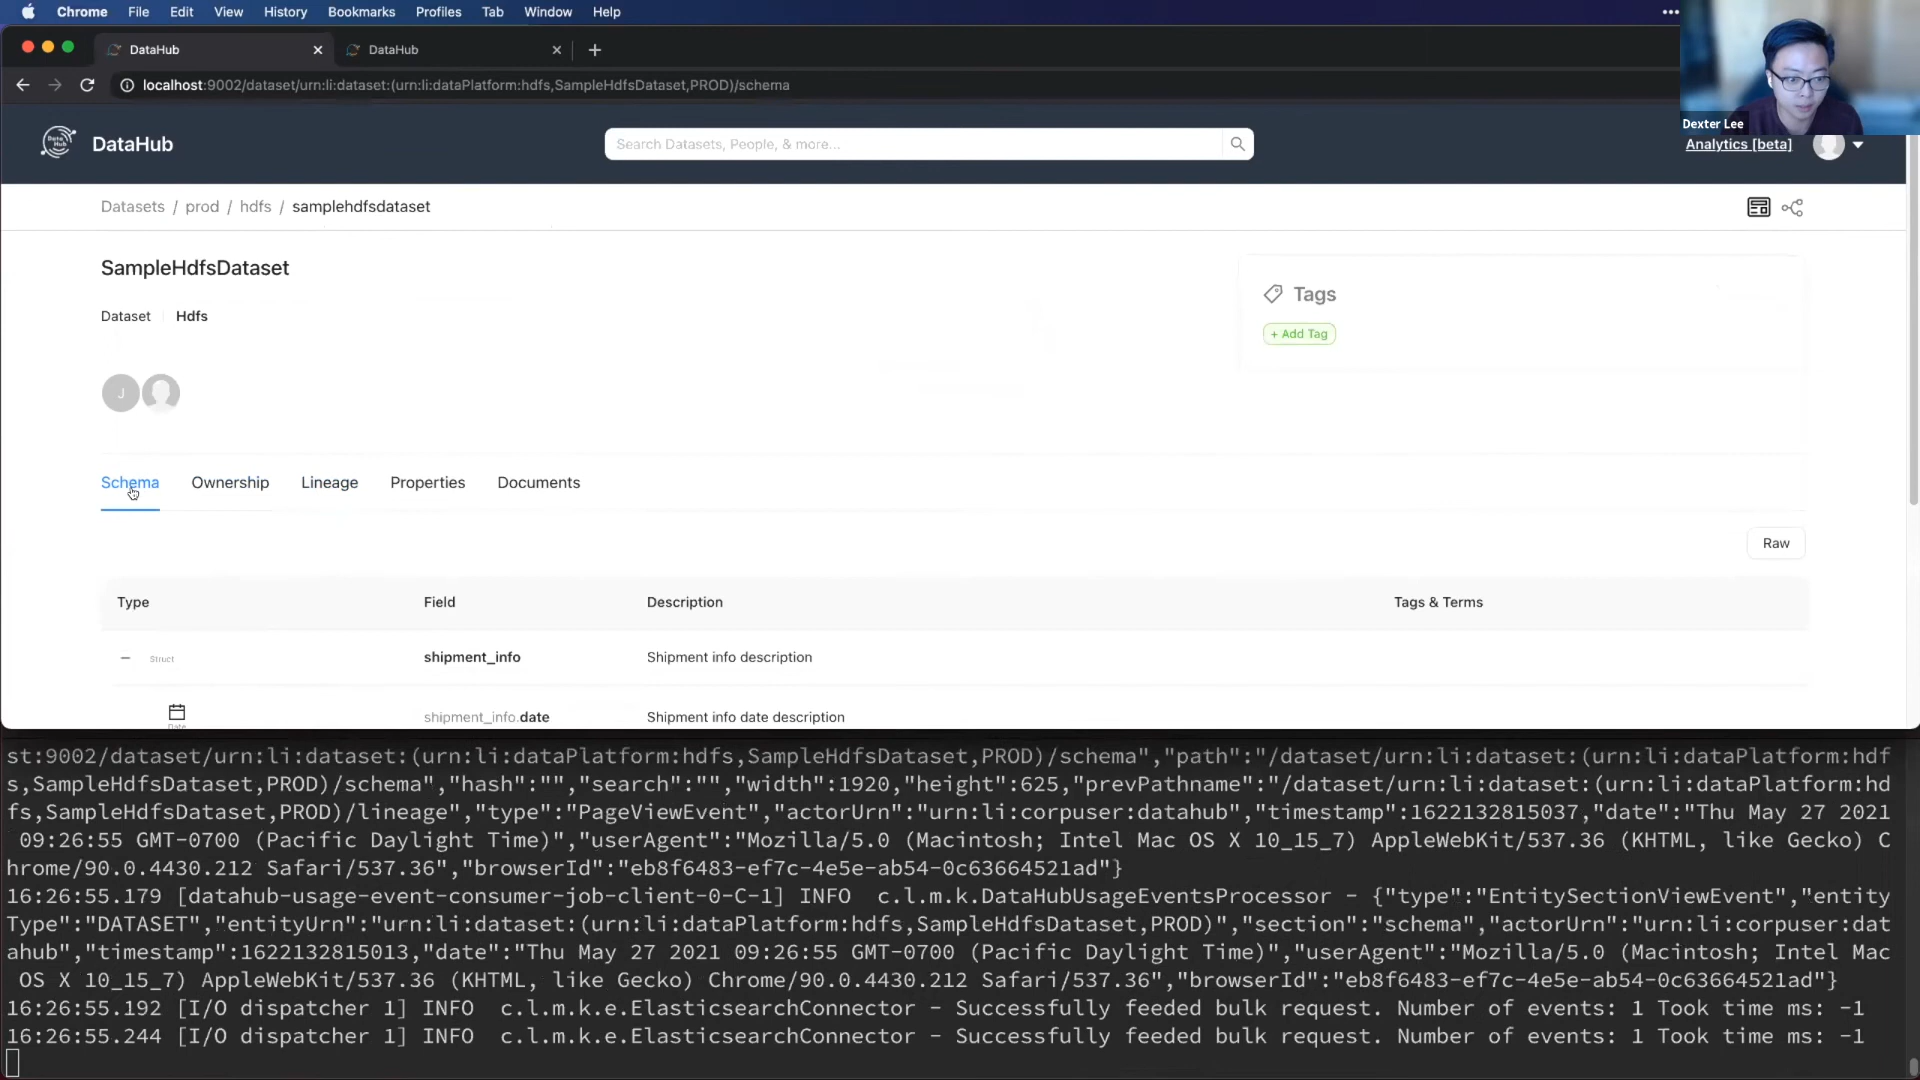 Chrome File Edit View History Bookmarks Profiles Tab Window Help
DataHub DataHub
localhost:9002/dataset/urn:li:dataset:(urn:li:dataPlatform:hdfs,SampleHdfsDataset,PROD)/schema
Dexter Lee
DataHub Search Datasets, People, & more... Analytics [beta]
Datasets / prod / hdfs / samplehdfsdataset
SampleHdfsDataset
Tags
Dataset Hdfs
+ Add Tag
J
Schema Ownership Lineage Properties Documents
Raw
Type Field Description Tags & Terms
Struct shipment_info Shipment info description
Date shipment_info.date Shipment info date description
st:9002/dataset/urn:li:dataset:(urn:li:dataPlatform:hdfs,SampleHdfsDataset,PROD)/schema","path":"/dataset/urn:li:dataset:(urn:li:dataPlatform:hdf
s,SampleHdfsDataset,PROD)/schema","hash":"","search":"","width":1920,"height":625,"prevPathname":"/dataset/urn:li:dataset:(urn:li:dataPlatform:hd
fs,SampleHdfsDataset,PROD)/lineage","type":"PageViewEvent","actorUrn":"urn:li:corpuser:datahub","timestamp":1622132815037,"date":"Thu May 27 2021
09:26:55 GMT-0700 (Pacific Daylight Time)","userAgent":"Mozilla/5.0 (Macintosh; Intel Mac OS X 10_15_7) AppleWebKit/537.36 (KHTML, like Gecko) C
hrome/90.0.4430.212 Safari/537.36","browserId":"eb8f6483-ef7c-4e5e-ab54-0c63664521ad"}
16:26:55.179 [datahub-usage-event-consumer-job-client-0-C-1] INFO c.l.m.k.DataHubUsageEventsProcessor - {"type":"EntitySectionViewEvent","entity
Type":"DATASET","entityUrn":"urn:li:dataset:(urn:li:dataPlatform:hdfs,SampleHdfsDataset,PROD)","section":"schema","actorUrn":"urn:li:corpuser:dat
ahub","timestamp":1622132815013,"date":"Thu May 27 2021 09:26:55 GMT-0700 (Pacific Daylight Time)","userAgent":"Mozilla/5.0 (Macintosh; Intel Mac
OS X 10_15_7) AppleWebKit/537.36 (KHTML, like Gecko) Chrome/90.0.4430.212 Safari/537.36","browserId":"eb8f6483-ef7c-4e5e-ab54-0c63664521ad"}
16:26:55.192 [I/O dispatcher 1] INFO c.l.m.k.e.ElasticsearchConnector - Successfully feeded bulk request. Number of events: 1 Took time ms: -1
16:26:55.244 [I/O dispatcher 1] INFO c.l.m.k.e.ElasticsearchConnector - Successfully feeded bulk request. Number of events: 1 Took time ms: -1